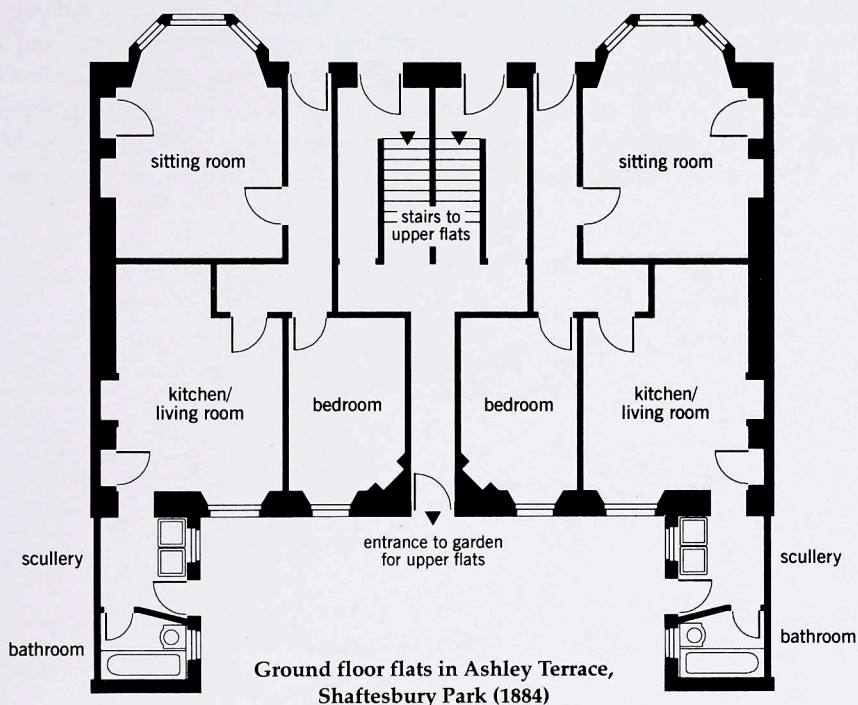 sitting room
sitting room
stairs to
upper flats
kitchen/
living room
bedroom
bedroom
kitchen/
living room
entrance to garden
for upper flats
scullery
scullery
bathroom
bathroom
Ground floor flats in Ashley Terrace,
Shaftesbury Park (1884)